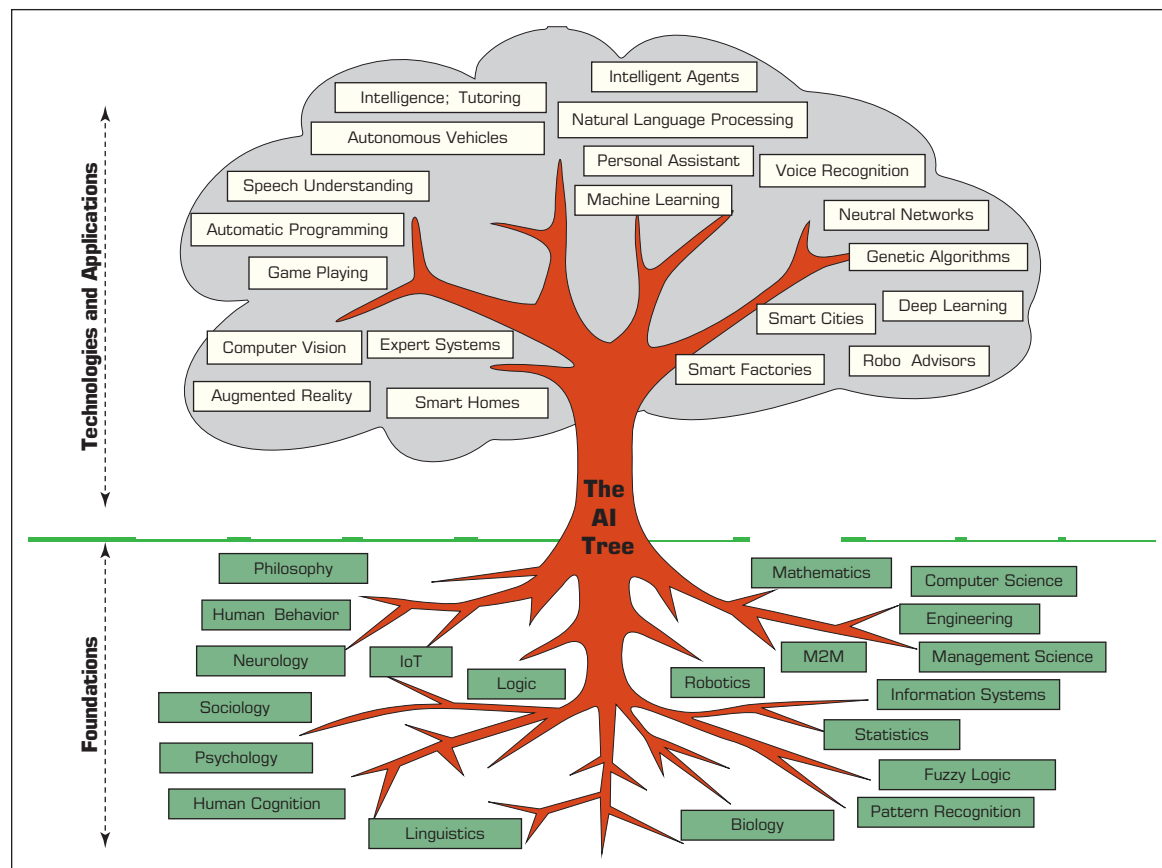 Technologies and Applications
Intelligent Agents
Intelligence; Tutoring
Natural Language Processing
Autonomous Vehicles
Personal Assistant
Voice Recognition
Speech Understanding
Machine Learning
Neutral Networks
Automatic Programming
Genetic Algorithms
Game Playing
Deep Learning
Smart Cities
Computer Vision
Expert Systems
Robo Advisors
Smart Factories
Augmented Reality
Smart Homes
The
AI
Tree
Foundations
Philosophy
Mathematics
Computer Science
Human Behavior
Engineering
Neurology
IoT
M2M
Management Science
Logic
Robotics
Information Systems
Sociology
Statistics
Psychology
Fuzzy Logic
Human Cognition
Pattern Recognition
Linguistics
Biology